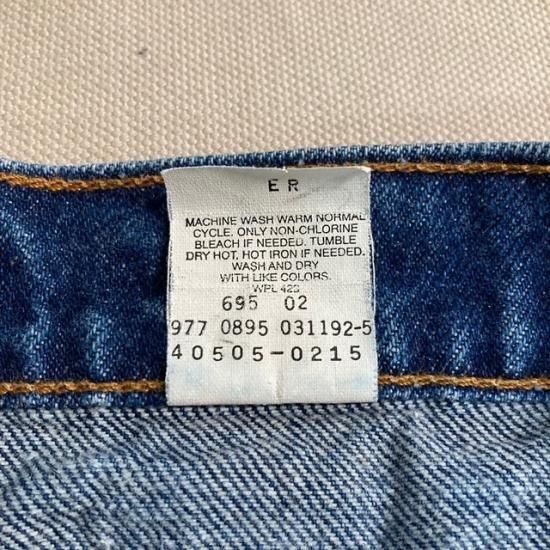 E R
MACHINE WASH WARM NORMAL
CYCLE. ONLY NON-CHLORINE
BLEACH IF NEEDED. TUMBLE
DRY HOT, HOT IRON IF NEEDED.
WASH AND DRY
WITH LIKE COLORS.
WPL 423
695 02
977 0895 031192-5
40505-0215